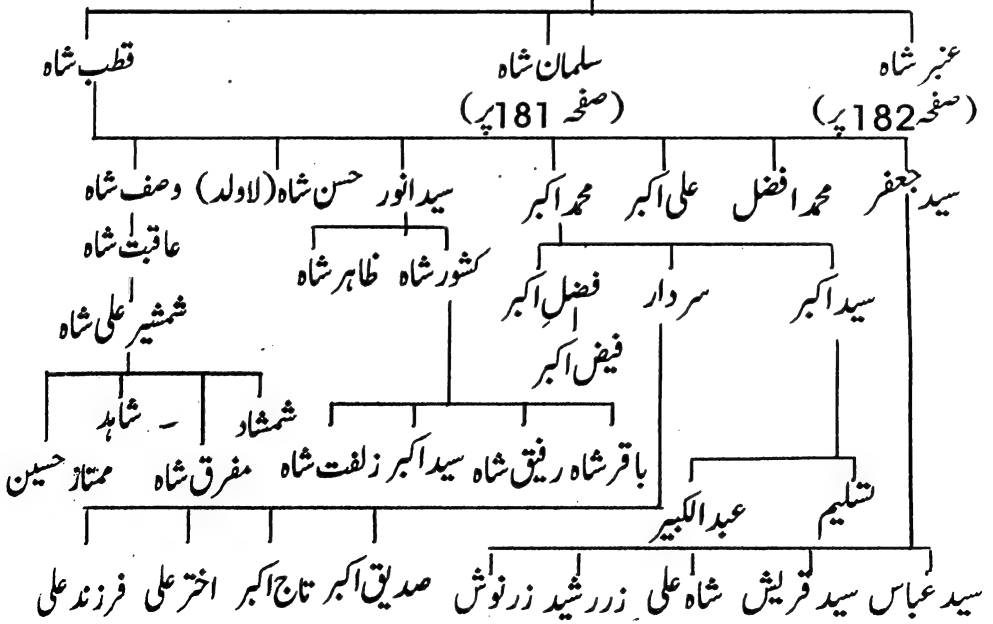 عنبر شاہ سلمان شاہ قطب شاہ
(صفحہ 182 پر) (صفحہ 181 پر)
سید جعفر محمد افضل علی اکبر محمد اکبر سید انور حسن شاہ (لاولد) وصف شاہ
عاقبت شاہ
کشور شاہ ظاہر شاہ
سید اکبر سردار فضلِ اکبر
شمشیر علی شاہ
فیض اکبر
شمشاد شاہد
باقر شاہ رفیق شاہ سید اکبر زلفت شاہ مفرق شاہ ممتاز حسین
تسلیم عبد الکبیر
سید عباس سید قریش شاہ علی زررشید زرنوش صدیق اکبر تاج اکبر اختر علی فرزند علی